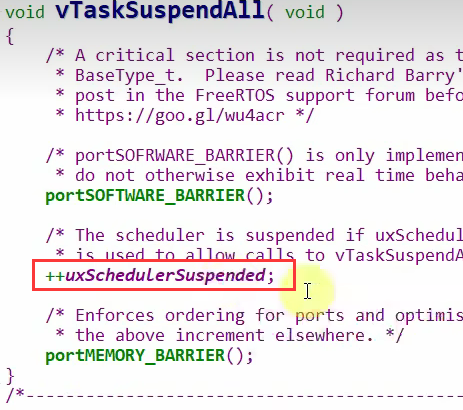 void vTaskSuspendAll( void )
{
/* A critical section is not required as t
* BaseType_t. Please read Richard Barry'
* post in the FreeRTOS support forum befo
* https://goo.gl/wu4acr */
/* portSOFRWARE_BARRIER() is only implemen
* do not otherwise exhibit real time beha
portSOFTWARE_BARRIER();
/* The scheduler is suspended if uxSchedul
* is used to allow calls to vTaskSuspendA
++uxSchedulerSuspended;
/* Enforces ordering for ports and optimis
* the above increment elsewhere. */
portMEMORY_BARRIER();
}
/*-----------------------------------------------